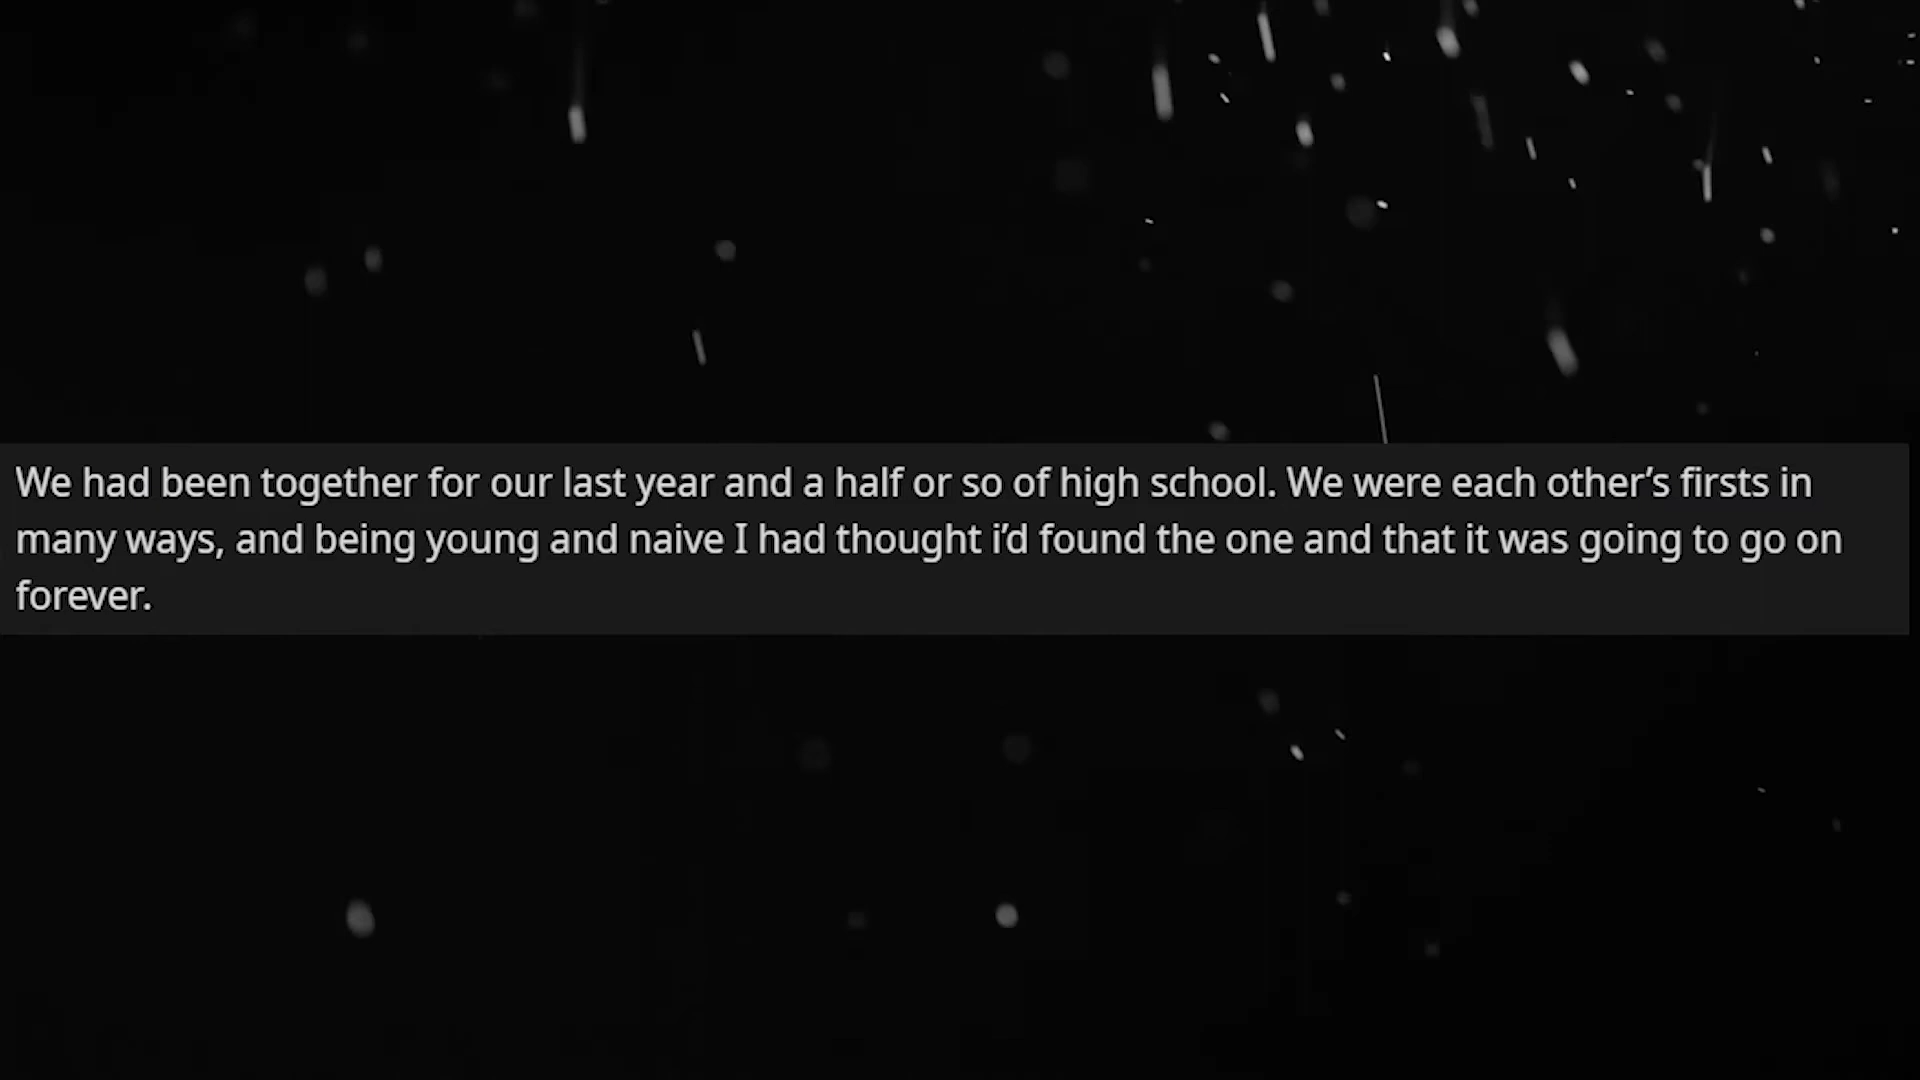 We had been together for our last year and a half or so of high school. We were each other’s firsts in
many ways, and being young and naive I had thought i’d found the one and that it was going to go on
forever.